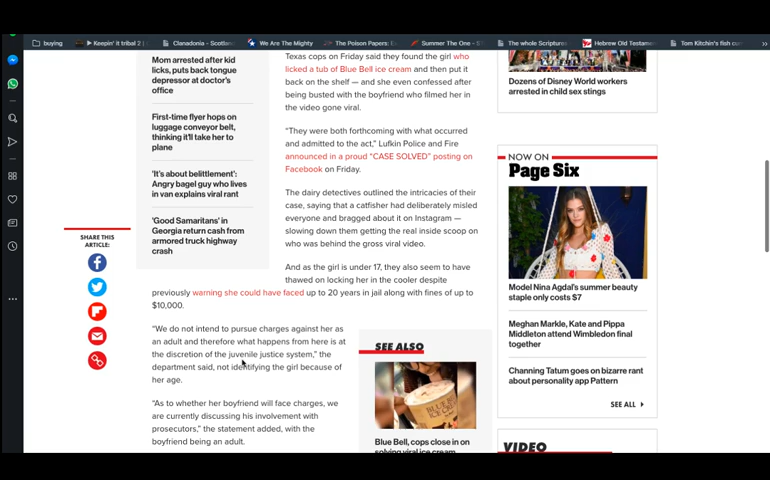 buying
Keepin' it tribal 2
Clanadonia - Scotlan
We Are The Mighty
The Poison Papers: E
Summer The One - S
The whole Scripture
Hebrew Old Testame
Tom Kitchin's fish cu
»
Mom arrested after kid
licks, puts back tongue
depressor at doctor's
office
First-time flyer hops on
luggage conveyor belt,
thinking it'll take her to
plane
'It's about belittlement':
Angry bagel guy who lives
in van explains viral rant
'Good Samaritans' in
Georgia return cash from
armored truck highway
crash
SHARE THIS
ARTICLE:
Texas cops on Friday said they found the girl who
licked a tub of Blue Bell ice cream and then put it
back on the shelf — and she even confessed after
being busted with the boyfriend who filmed her in
the video gone viral.
“They were both forthcoming with what occurred
and admitted to the act,” Lufkin Police and Fire
announced in a proud “CASE SOLVED” posting on
Facebook on Friday.
The dairy detectives outlined the intricacies of their
case, saying that a catfisher had deliberately misled
everyone and bragged about it on Instagram —
slowing down them getting the real inside scoop on
who was behind the gross viral video.
And as the girl is under 17, they also seem to have
thawed on locking her in the cooler despite
previously warning she could have faced up to 20 years in jail along with fines of up to
$10,000.
“We do not intend to pursue charges against her as
an adult and therefore what happens from here is at
the discretion of the juvenile justice system,” the
department said, not identifying the girl because of
her age.
“As to whether her boyfriend will face charges, we
are currently discussing his involvement with
prosecutors,” the statement added, with the
boyfriend being an adult.
SEE ALSO
Blue Bell, cops close in on
solving viral ice cream
Dozens of Disney World workers
arrested in child sex stings
NOW ON
Page Six
Model Nina Agdal's summer beauty
staple only costs $7
Meghan Markle, Kate and Pippa
Middleton attend Wimbledon final
together
Channing Tatum goes on bizarre rant
about personality app Pattern
SEE ALL
VIDEO